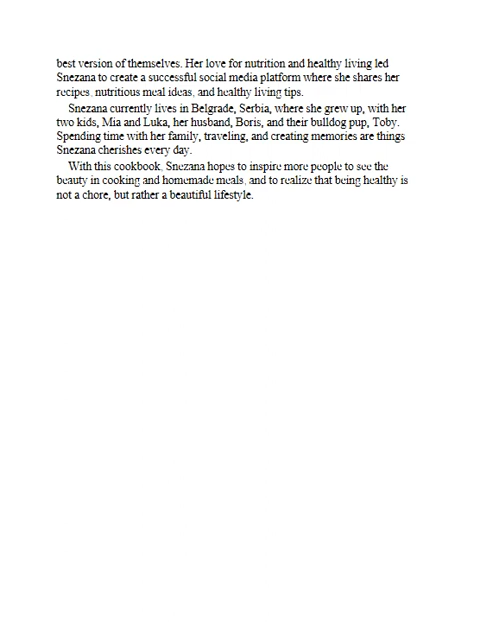 best version of themselves. Her love for nutrition and healthy living led
Snezana to create a successful social media platform where she shares her
recipes, nutritious meal ideas, and healthy living tips.
Snezana currently lives in Belgrade, Serbia, where she grew up, with her
two kids, Mia and Luka, her husband, Boris, and their bulldog pup, Toby.
Spending time with her family, traveling, and creating memories are things
Snezana cherishes every day.
With this cookbook, Snezana hopes to inspire more people to see the
beauty in cooking and homemade meals, and to realize that being healthy is
not a chore, but rather a beautiful lifestyle.